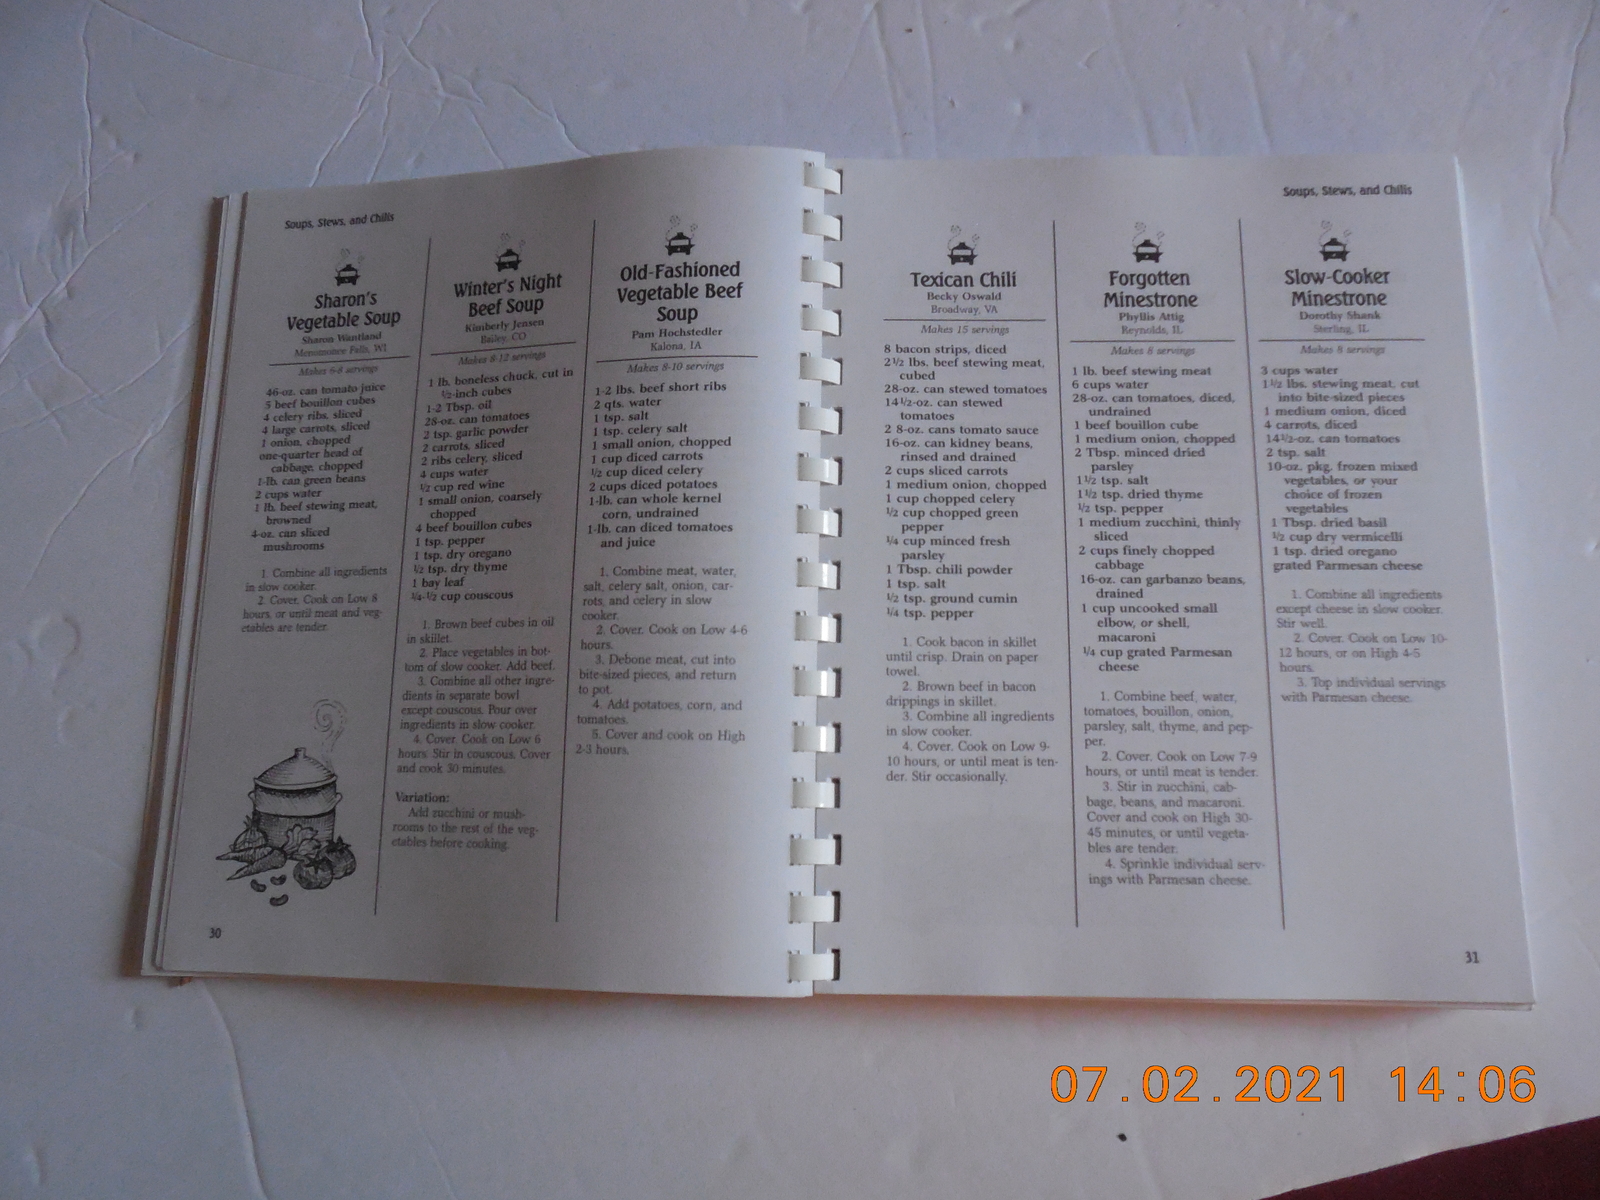 Soups, Stews, and Chilis
Sharon's
Vegetable Soup
Sharon Wantland
Menomonee Falls, WI
Makes 6-8 servings
46-oz. can tomato juice
5 beef bouillon cubes
4 celery ribs, sliced
4 large carrots, sliced
1 onion, chopped
one-quarter head of
cabbage, chopped
1-lb. can green beans
2 cups water
1 lb. beef stewing meat,
browned
4-oz. can sliced
mushrooms
1. Combine all ingredients
in slow cooker.
2. Cover. Cook on Low 8
hours, or until meat and veg-
etables are tender.
30
Winter's Night
Beef Soup
Kimberly Jensen
Bailey, CO
Makes 8-12 servings
1 lb. boneless chuck, cut in
1/2-inch cubes
1-2 Tbsp. oil
28-oz. can tomatoes
2 tsp. garlic powder
2 carrots, sliced
2 ribs celery, sliced
4 cups water
1/2 cup red wine
1 small onion, coarsely
chopped
4 beef bouillon cubes
1 tsp. pepper
1 tsp. dry oregano
1/2 tsp. dry thyme
1 bay leaf
1/4-1/2 cup couscous
1. Brown beef cubes in oil
in skillet.
2. Place vegetables in bot-
tom of slow cooker. Add beef.
3. Combine all other ingre-
dients in separate bowl
except couscous. Pour over
ingredients in slow cooker.
4. Cover. Cook on Low 6
hours. Stir in couscous. Cover
and cook 30 minutes.
Variation:
Add zucchini or mush-
rooms to the rest of the veg-
etables before cooking.
Old-Fashioned
Vegetable Beef
Soup
Pam Hochstedler
Kalona, IA
Makes 8-10 servings
1-2 lbs. beef short ribs
2 qts. water
1 tsp. salt
1 tsp. celery salt
1 small onion, chopped
1 cup diced carrots
1/2 cup diced celery
2 cups diced potatoes
1-lb. can whole kernel
corn, undrained
1-lb. can diced tomatoes
and juice
1. Combine meat, water,
salt, celery salt, onion, car-
rots, and celery in slow
cooker.
2. Cover. Cook on Low 4-6
hours.
3. Debone meat, cut into
bite-sized pieces, and return
to pot.
4. Add potatoes, corn, and
tomatoes.
5. Cover and cook on High
2-3 hours.
Soups, Stews, and Chilis
Texican Chili
Becky Oswald
Broadway, VA
Makes 15 servings
8 bacon strips, diced
2 1/2 lbs. beef stewing meat,
cubed
28-oz. can stewed tomatoes
14 1/2-oz. can stewed
tomatoes
2 8-oz. cans tomato sauce
16-oz. can kidney beans,
rinsed and drained
2 cups sliced carrots
1 medium onion, chopped
1 cup chopped celery
1/2 cup chopped green
pepper
1/4 cup minced fresh
parsley
1 Tbsp. chili powder
1 tsp. salt
1/2 tsp. ground cumin
1/4 tsp. pepper
1. Cook bacon in skillet
until crisp. Drain on paper
towel.
2. Brown beef in bacon
drippings in skillet.
3. Combine all ingredients
in slow cooker.
4. Cover. Cook on Low 9-
10 hours, or until meat is ten-
der. Stir occasionally.
Forgotten
Minestrone
Phyllis Attig
Reynolds, IL
Makes 8 servings
1 lb. beef stewing meat
6 cups water
28-oz. can tomatoes, diced,
undrained
1 beef bouillon cube
1 medium onion, chopped
2 Tbsp. minced dried
parsley
1 1/2 tsp. salt
1 1/2 tsp. dried thyme
1/2 tsp. pepper
1 medium zucchini, thinly
sliced
2 cups finely chopped
cabbage
16-oz. can garbanzo beans,
drained
1 cup uncooked small
elbow, or shell,
macaroni
1/4 cup grated Parmesan
cheese
1. Combine beef, water,
tomatoes, bouillon, onion,
parsley, salt, thyme, and pep-
per.
2. Cover. Cook on Low 7-9
hours, or until meat is tender.
3. Stir in zucchini, cab-
bage, beans, and macaroni.
Cover and cook on High 30-
45 minutes, or until vegeta-
bles are tender.
4. Sprinkle individual serv-
ings with Parmesan cheese.
Slow-Cooker
Minestrone
Dorothy Shank
Sterling, IL
Makes 8 servings
3 cups water
1 1/2 lbs. stewing meat, cut
into bite-sized pieces
1 medium onion, diced
4 carrots, diced
14 1/2-oz. can tomatoes
2 tsp. salt
10-oz. pkg. frozen mixed
vegetables, or your
choice of frozen
vegetables
1 Tbsp. dried basil
1/2 cup dry vermicelli
1 tsp. dried oregano
grated Parmesan cheese
1. Combine all ingredients
except cheese in slow cooker.
Stir well.
2. Cover. Cook on Low 10-
12 hours, or on High 4-5
hours.
3. Top individual servings
with Parmesan cheese.
31
07.02.2021 14:06